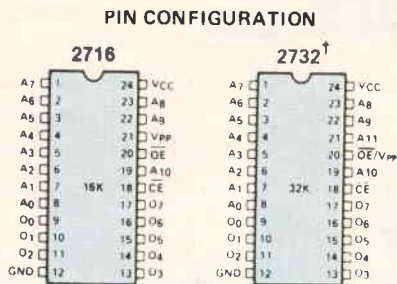 PIN CONFIGURATION
2716
A7 1 24 VCC
A6 2 23 A8
A5 3 22 A9
A4 4 21 VPP
A3 5 20 OE
A2 6 19 A10
A1 7 16K 18 CE
A0 8 17 O7
O0 9 16 O6
O1 10 15 O5
O2 11 14 O4
GND 12 13 O3
2732†
A7 1 24 VCC
A6 2 23 A8
A5 3 22 A9
A4 4 21 A11
A3 5 20 OE/VPP
A2 6 19 A10
A1 7 32K 18 CE
A0 8 17 O7
O0 9 16 O6
O1 10 15 O5
O2 11 14 O4
GND 12 13 O3